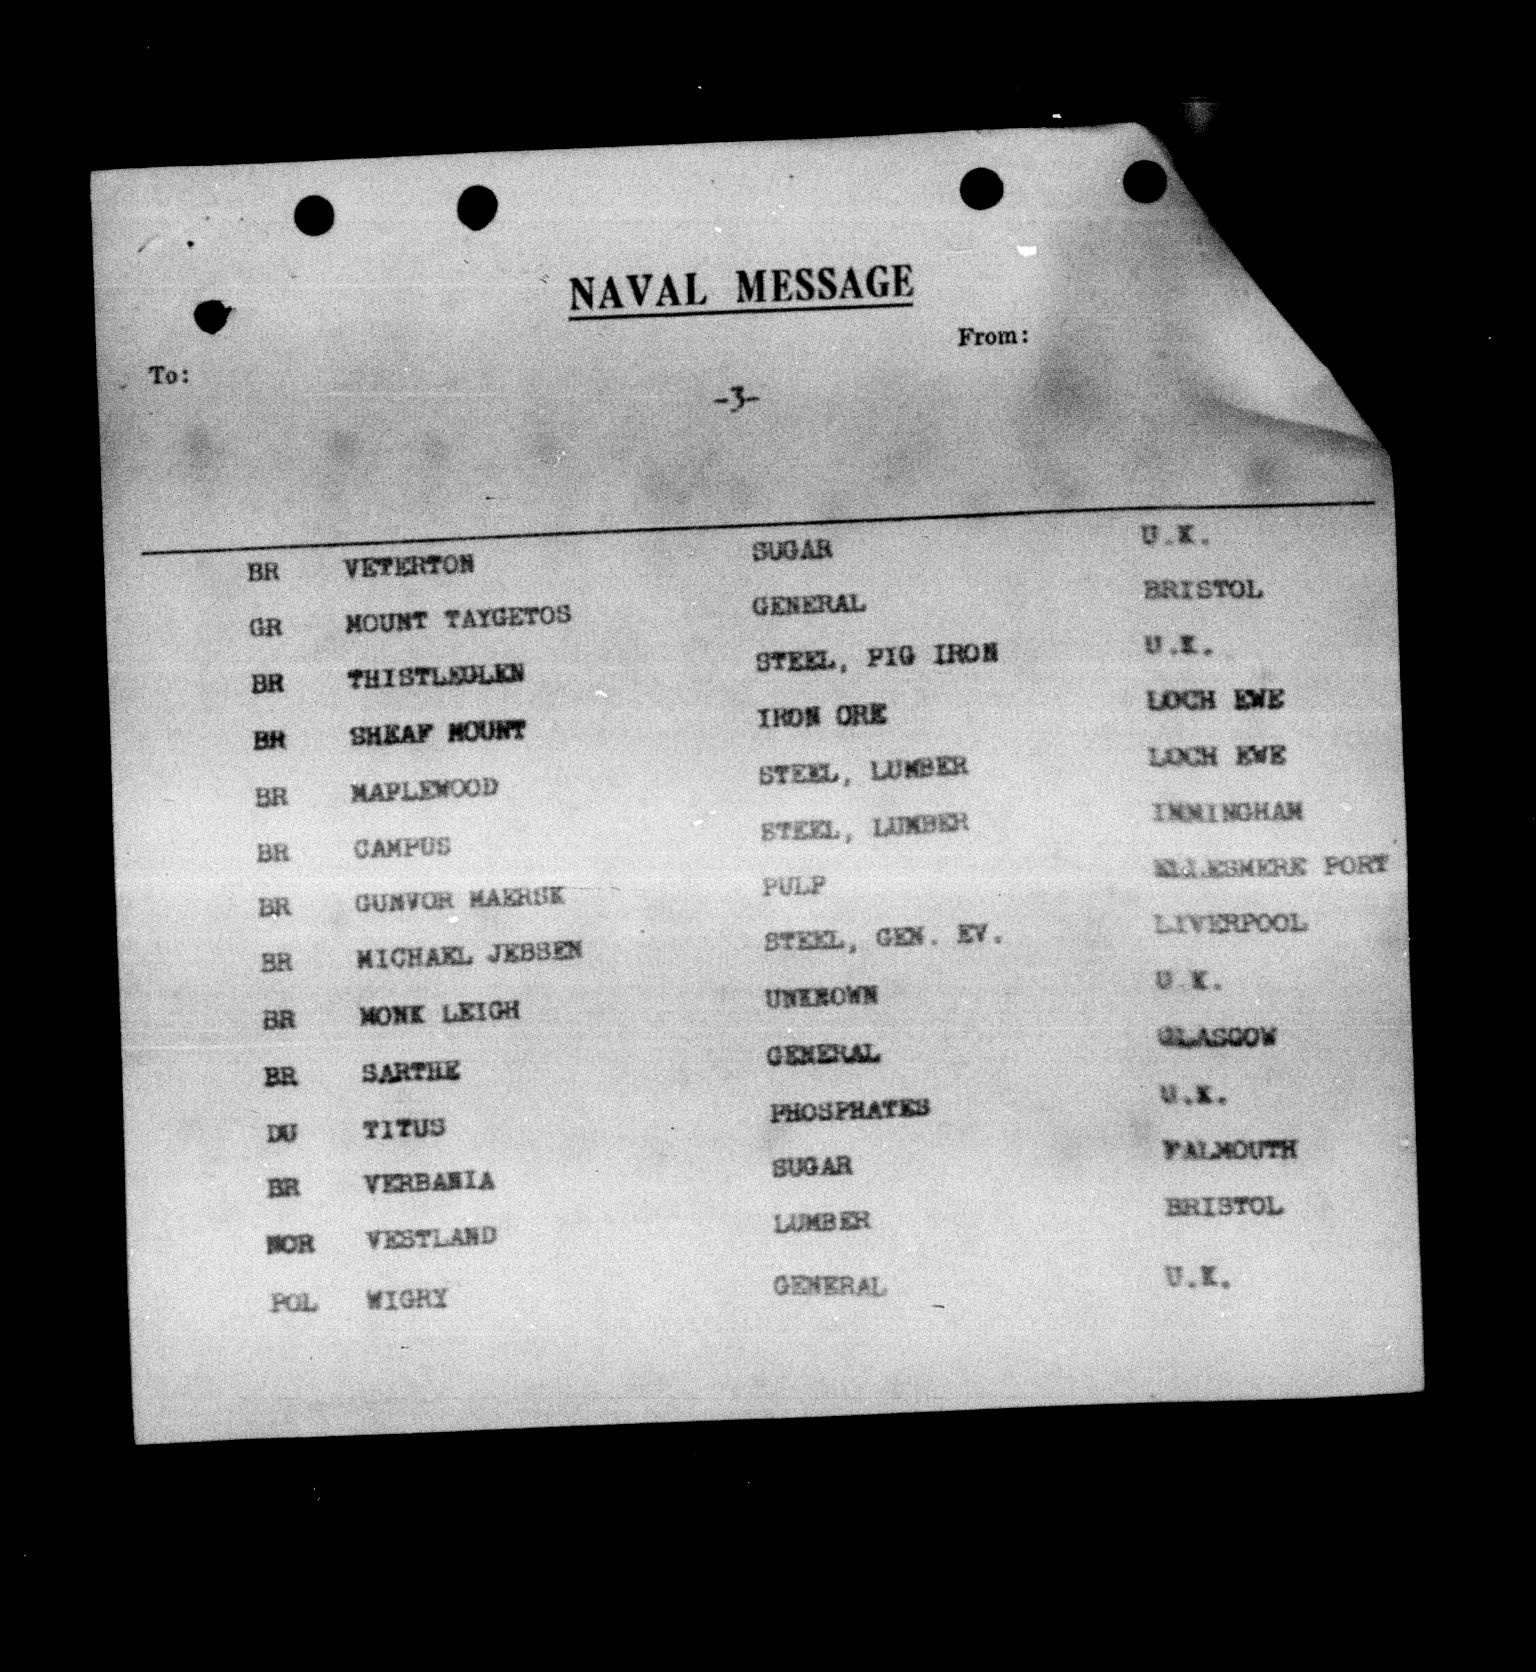 NAVAL MESSAGE
From:
To:
-3-
BR VETERTON SUGAR U.K.
GR MOUNT TAYGETOS GENERAL BRISTOL
BR THISTLEGLEN STEEL, PIG IRON U.K.
BR SHEAF MOUNT IRON ORE LOCH EWE
BR MAPLEWOOD STEEL, LUMBER LOCH EWE
BR CAMPUS STEEL, LUMBER IMMINGHAM
BR GUNVOR MAERSK PULP ELLESMERE PORT
BR MICHAEL JEBSEN STEEL, GEN. EV. LIVERPOOL
BR MONK LEIGH UNKNOWN U.K.
BR SARTHE GENERAL GLASGOW
DU TITUS PHOSPHATES U.K.
BR VERBANIA SUGAR FALMOUTH
NOR VESTLAND LUMBER BRISTOL
POL WIGRY GENERAL U.K.